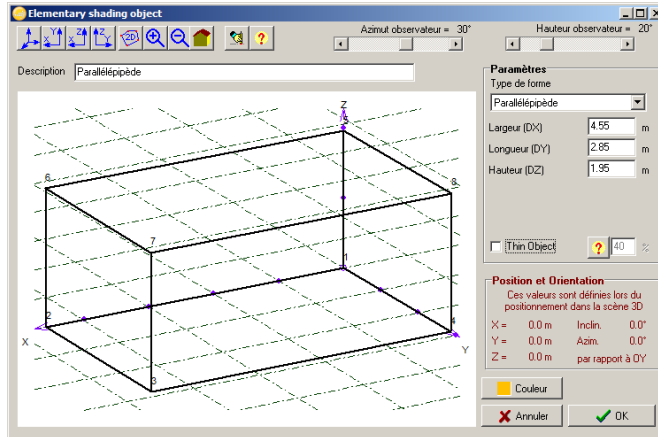 Elementary shading object
Azimut observateur = 30°
Hauteur observateur = 20°
Description Parallélépipède
Paramètres
Type de forme
Parallélépipède
Largeur (DX) 4.55 m
Longueur (DY) 2.85 m
Hauteur (DZ) 1.95 m
Thin Object ? 40 %
Position et Orientation
Ces valeurs sont définies lors du
positionnement dans la scène 3D
X = 0.0 m Inclin. 0.0°
Y = 0.0 m Azim. 0.0°
Z = 0.0 m par rapport à OY
Couleur
Annuler OK
Z
5
6
8
7
1
2
4
X
Y
3